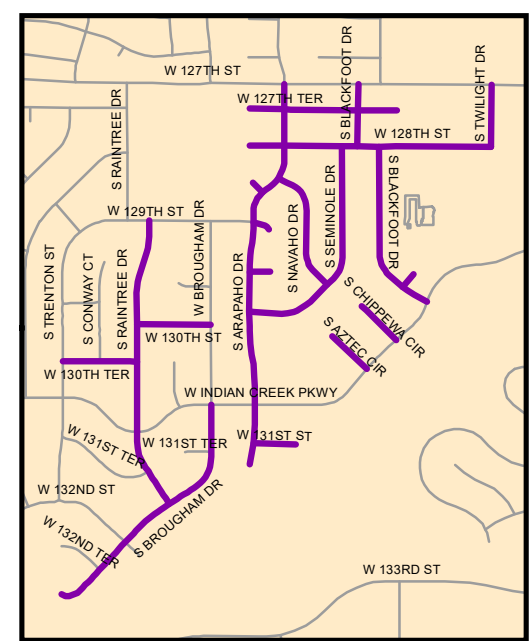 W 127TH ST
S RAINTREE DR
W 127TH TER
S BLACKFOOT DR
S TWILIGHT DR
W 128TH ST
S BLACKFOOT DR
S SEMINOLE DR
S NAVAHO DR
W 129TH ST
W BROUGHAM DR
S ARAPAHO DR
S TRENTON ST
S CONWAY CT
S RAINTREE DR
W 130TH ST
S CHIPPEWA CIR
S AZTEC CIR
W 130TH TER
W INDIAN CREEK PKWY
W 131ST TER
W 131ST TER
W 131ST ST
W 132ND ST
S BROUGHAM DR
W 132ND TER
W 133RD ST